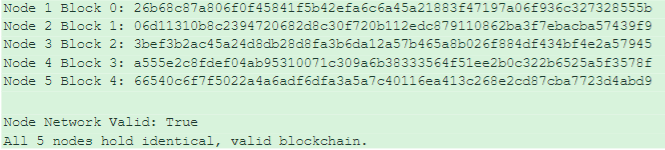 Node 1 Block 0: 26b68c87a806f0f45841f5b42efa6c6a45a21883f47197a06f936c327328555b
Node 2 Block 1: 06d11310b8c2394720682d8c30f720b112edc879110862ba3f7ebacba57439f9
Node 3 Block 2: 3bef3b2ac45a24d8db28d8fa3b6da12a57b465a8b026f884df434bf4e2a57945
Node 4 Block 3: a555e2c8fdef04ab95310071c309a6b38333564f51ee2b0c322b6525a5f3578f
Node 5 Block 4: 66540c6f7f5022a4a6adf6dfa3a5a7c40116ea413c268e2cd87cba7723d4abd9
Node Network Valid: True
All 5 nodes hold identical, valid blockchain.